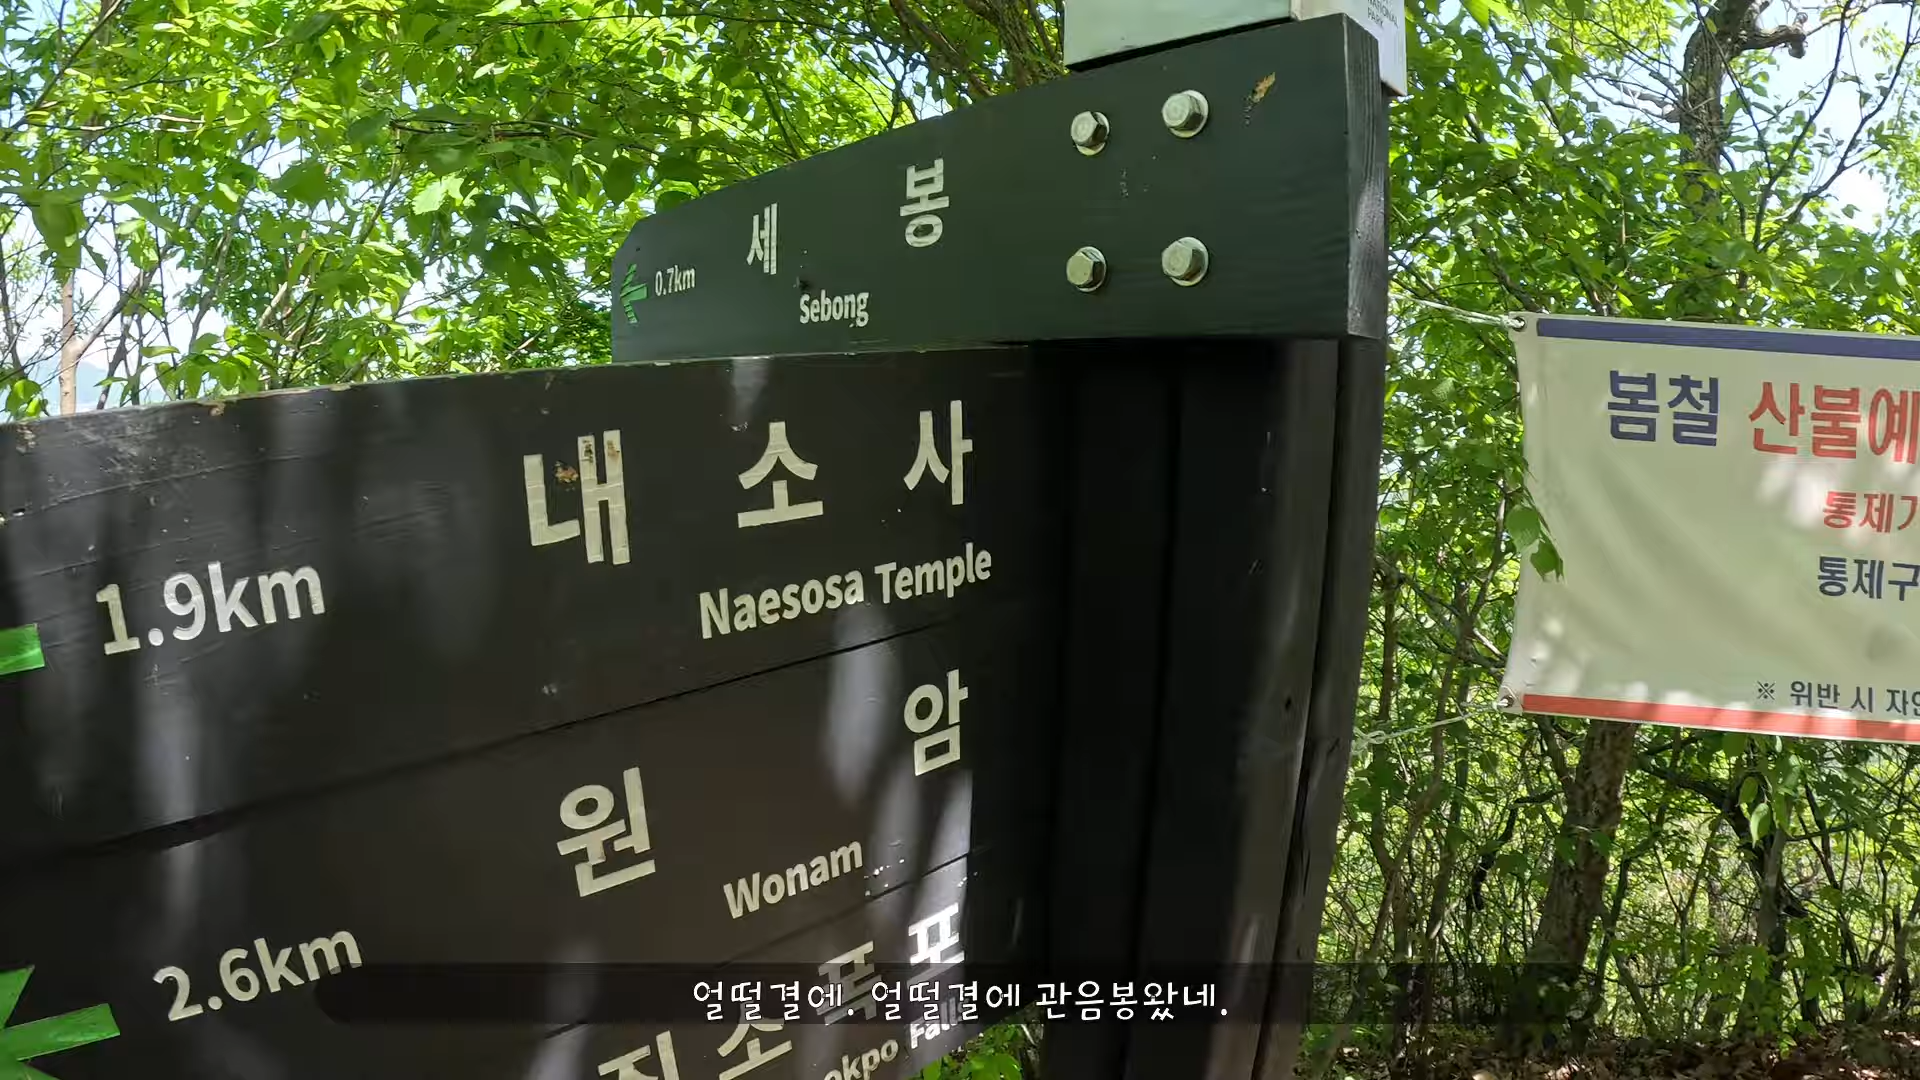 NATIONAL
PARK
0.7km 세 봉
Sebong
1.9km 내 소 사
Naesosa Temple
2.6km 원 암
Wonam
봄철 산불예
통제
통제구
※ 위반 시
얼떨결에. 얼떨결에 관음봉왔네.